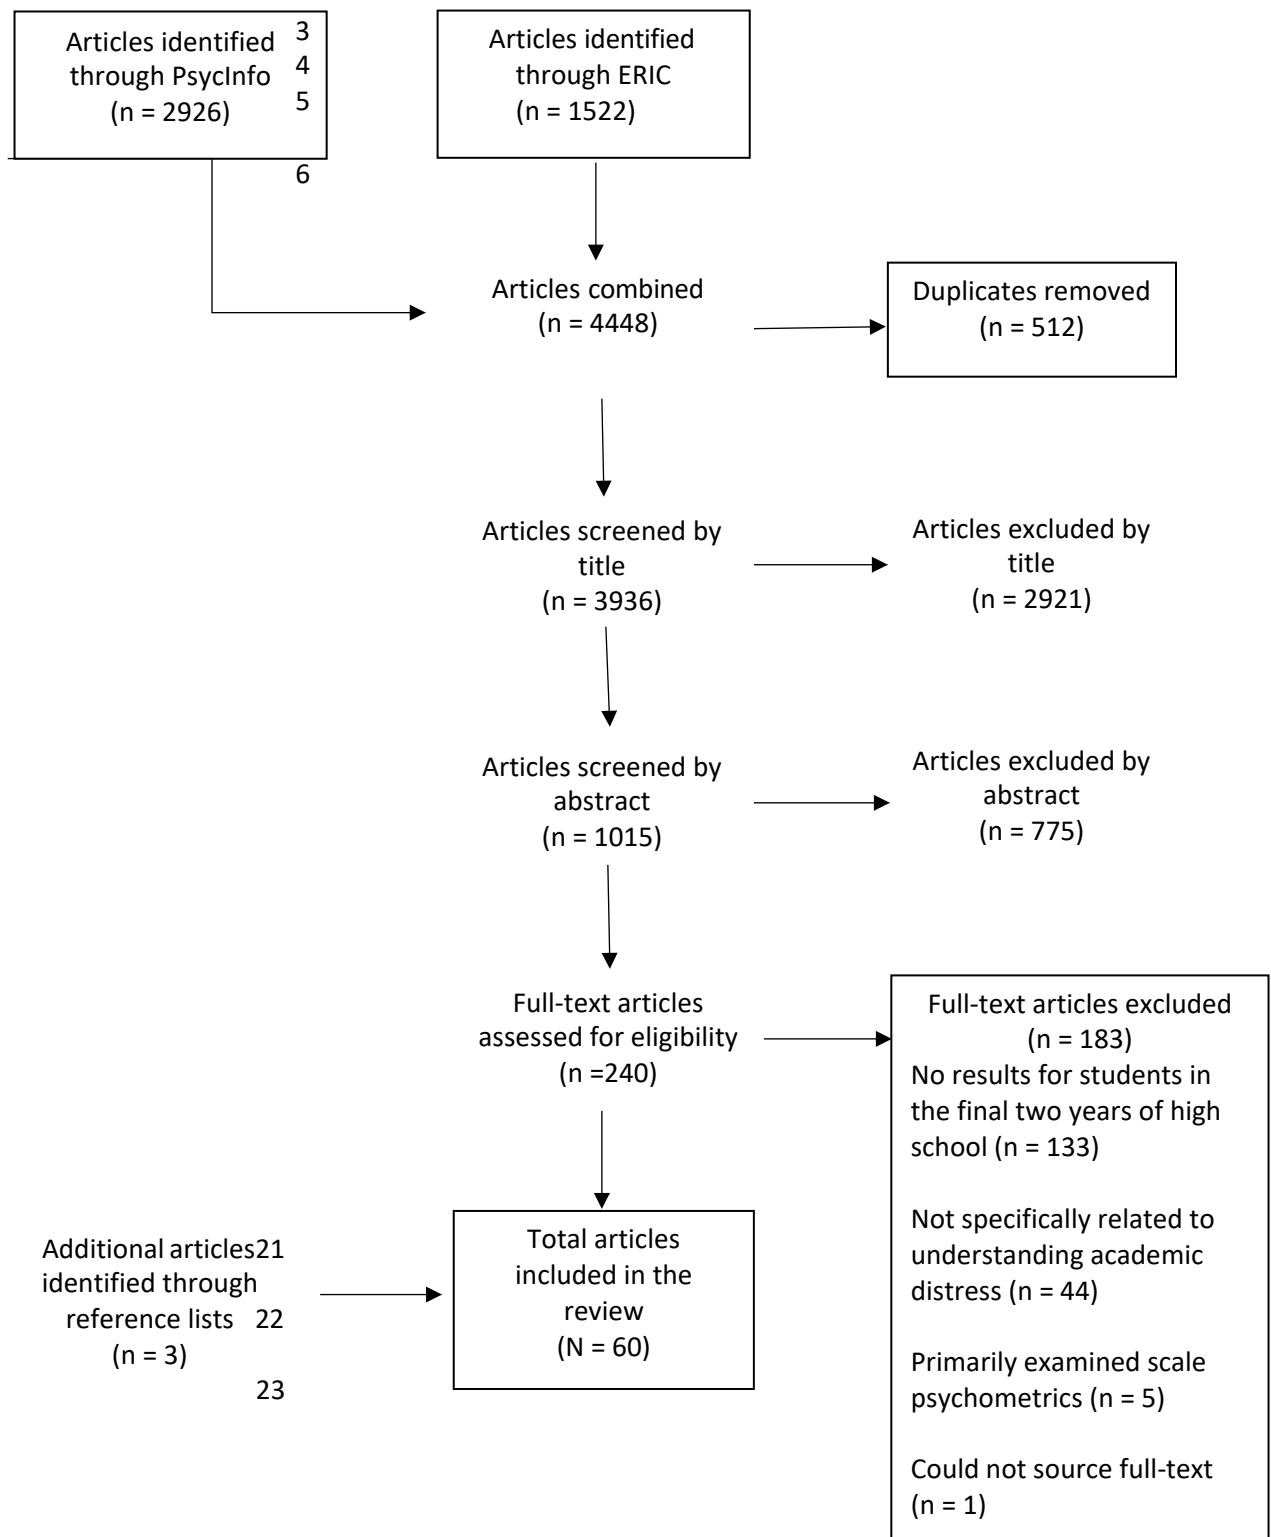 Articles identified
through PsycInfo
(n = 2926)
3
4
5
6
Articles identified
through ERIC
(n = 1522)
Articles combined
(n = 4448)
Duplicates removed
(n = 512)
Articles screened by
title
(n = 3936)
Articles excluded by
title
(n = 2921)
Articles screened by
abstract
(n = 1015)
Articles excluded by
abstract
(n = 775)
Full-text articles
assessed for eligibility
(n =240)
Full-text articles excluded
(n = 183)
No results for students in
the final two years of high
school (n = 133)
Not specifically related to
understanding academic
distress (n = 44)
Primarily examined scale
psychometrics (n = 5)
Could not source full-text
(n = 1)
Additional articles
identified through
reference lists
(n = 3)
21
22
23
Total articles
included in the
review
(N = 60)